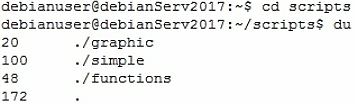 debianuser@debianServ2017:~$ cd scripts
debianuser@debianServ2017:~/scripts$ du
20 ./graphic
100 ./simple
48 ./functions
172 .